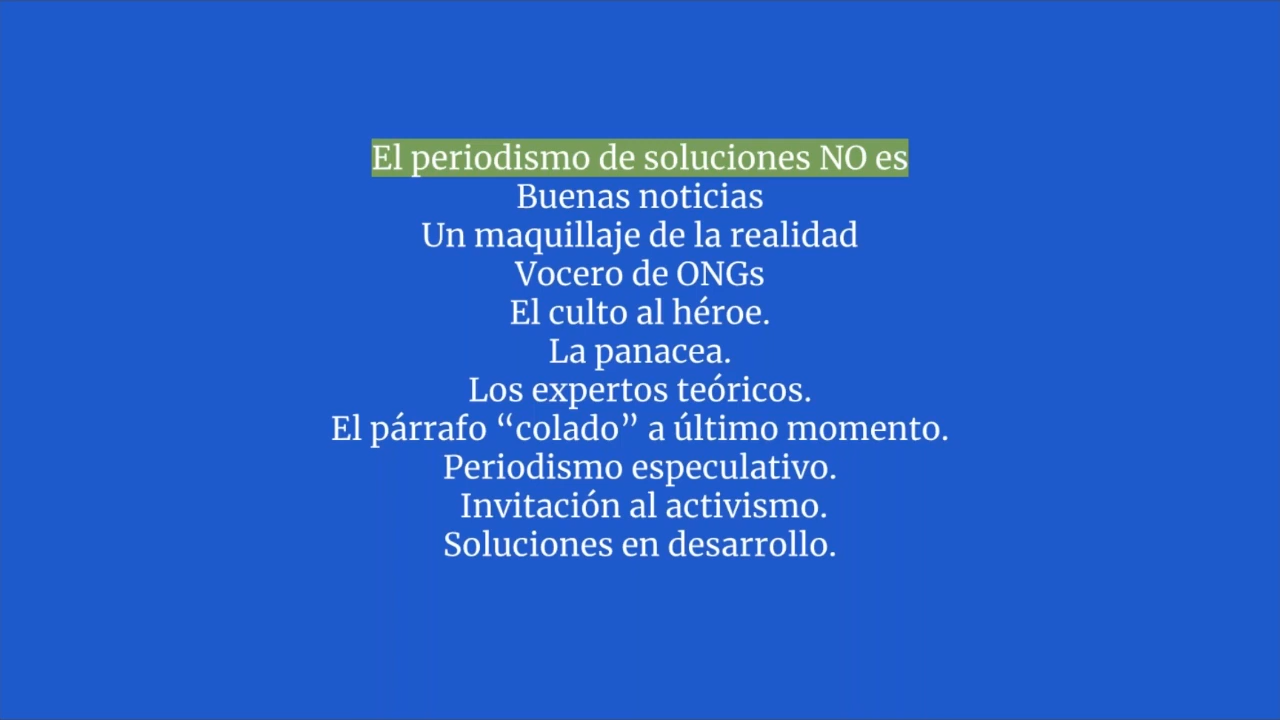 El periodismo de soluciones NO es
Buenas noticias
Un maquillaje de la realidad
Vocero de ONGs
El culto al héroe.
La panacea.
Los expertos teóricos.
El párrafo “colado” a último momento.
Periodismo especulativo.
Invitación al activismo.
Soluciones en desarrollo.